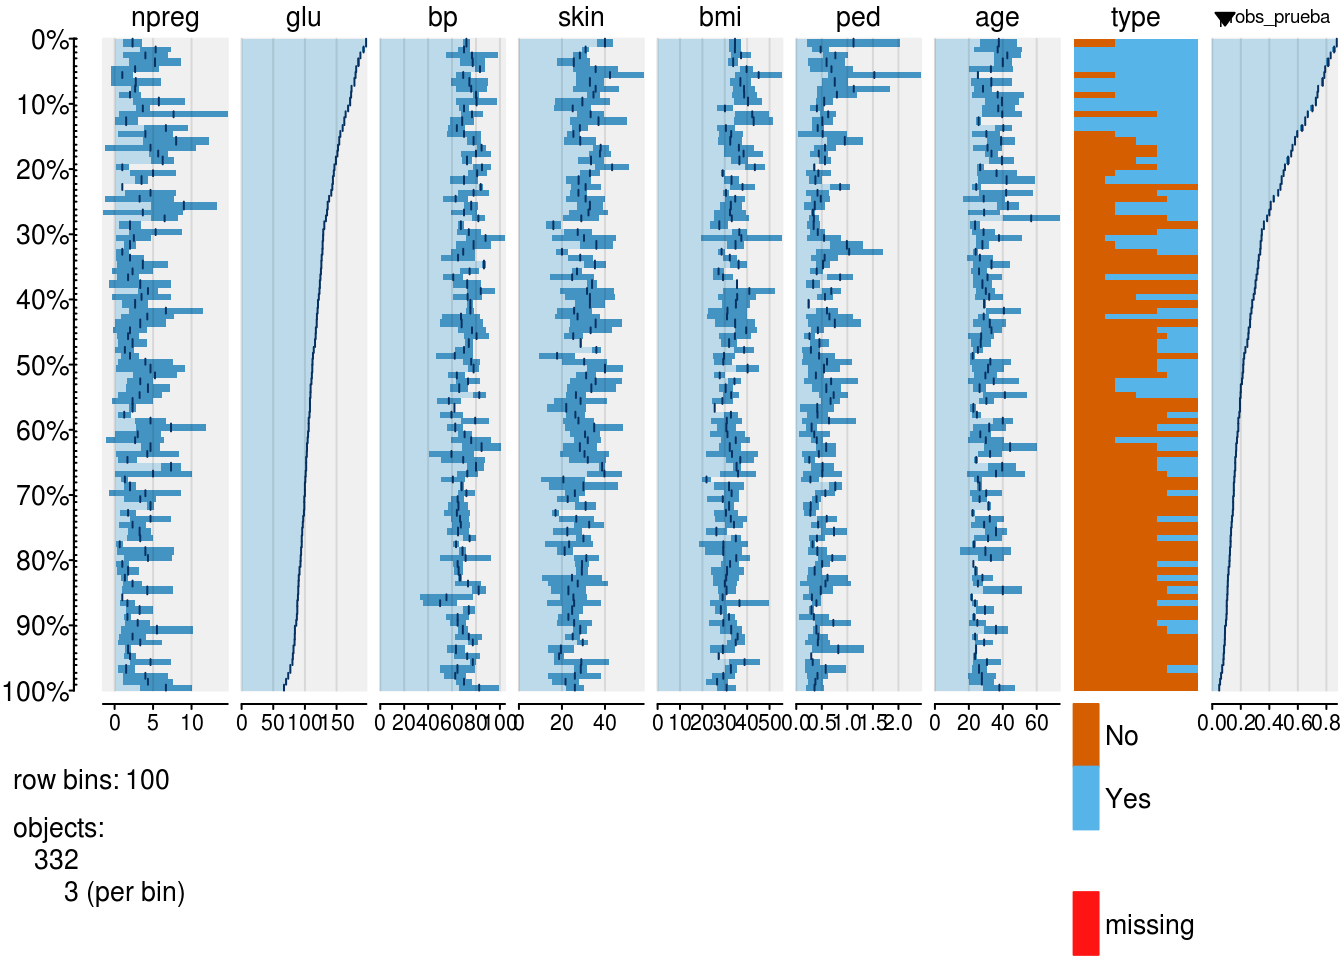 npreg glu bp skin bmi ped age type probs_prueba
0%
10%
20%
30%
40%
50%
60%
70%
80%
90%
100%
0 5 10 0 50 100 150 0 20 40 60 80 100 0 20 40 0 10 20 30 40 50 0.0 0.5 1.0 1.5 2.0 0 20 40 60 0.0 0.2 0.4 0.6 0.8
No
row bins: 100
Yes
objects:
332
3 (per bin)
missing